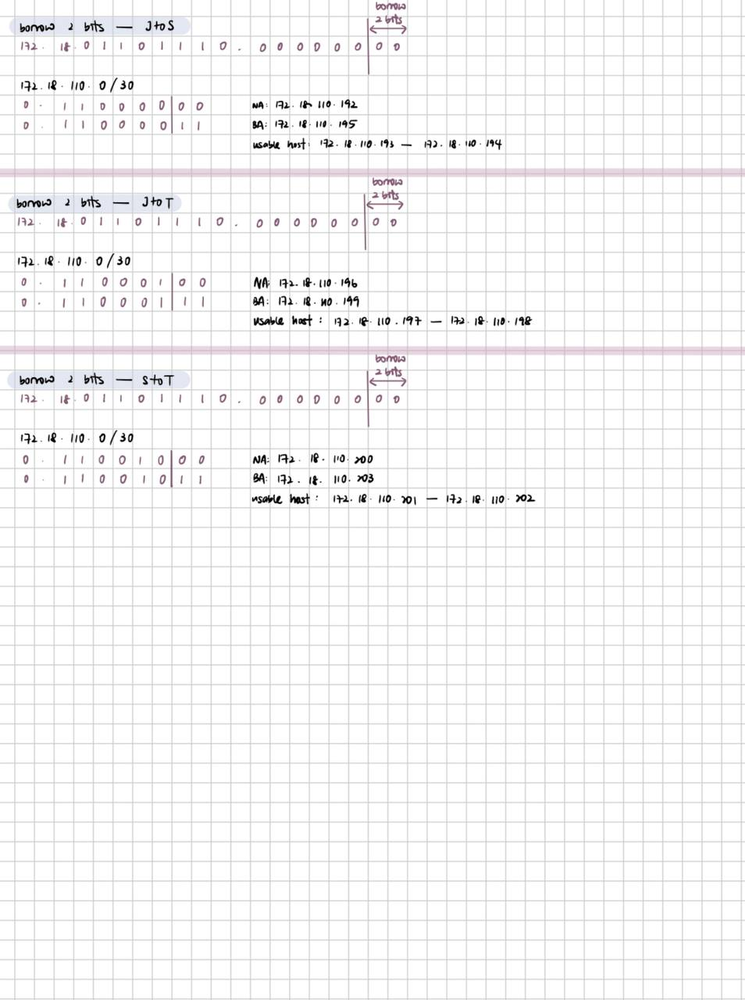 borrow
borrow 2 bits — J to S 2 bits
172. 18. 0 1 1 0 1 1 1 0 . 0 0 0 0 0 0 0 0
172. 18. 110. 0/30
0 . 1 1 0 0 0 0 0 0 NA: 172. 18. 110. 192
0 . 1 1 0 0 0 0 1 1 BA: 172. 18. 110. 195
usable host: 172. 18. 110. 193 — 172. 18. 110. 194
borrow
borrow 2 bits — J to T 2 bits
172. 18. 0 1 1 0 1 1 1 0 . 0 0 0 0 0 0 0 0
172. 18. 110. 0/30
0 . 1 1 0 0 0 1 0 0 NA: 172. 18. 110. 196
0 . 1 1 0 0 0 1 1 1 BA: 172. 18. 110. 199
usable host : 172. 18. 110. 197 — 172. 18. 110. 198
borrow
borrow 2 bits — S to T 2 bits
172. 18. 0 1 1 0 1 1 1 0 . 0 0 0 0 0 0 0 0
172. 18. 110. 0/30
0 . 1 1 0 0 1 0 0 0 NA: 172. 18. 110. 200
0 . 1 1 0 0 1 0 1 1 BA: 172. 18. 110. 203
usable host : 172. 18. 110. 201 — 172. 18. 110. 202